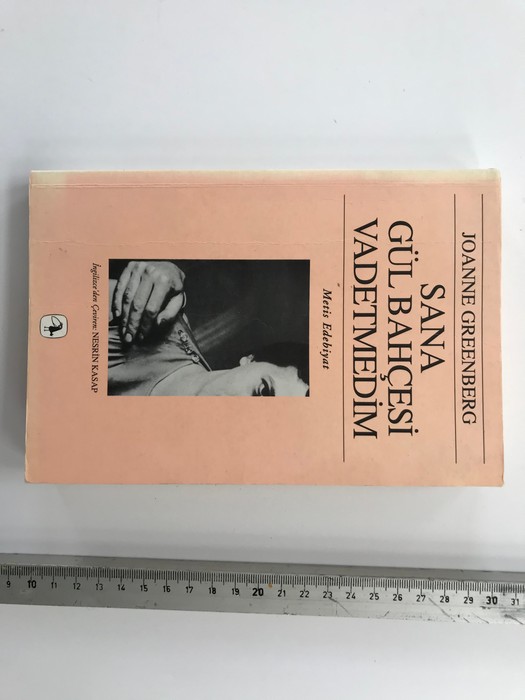 JOANNE GREENBERG
SANA
GÜL BAHÇESİ
VADETMEDİM
Metis Edebiyat
İngilizce'den Çeviren: NESRİN KASAP
9 10 11 12 13 14 15 16 17 18 19 20 21 22 23 24 25 26 27 28 29 30 31